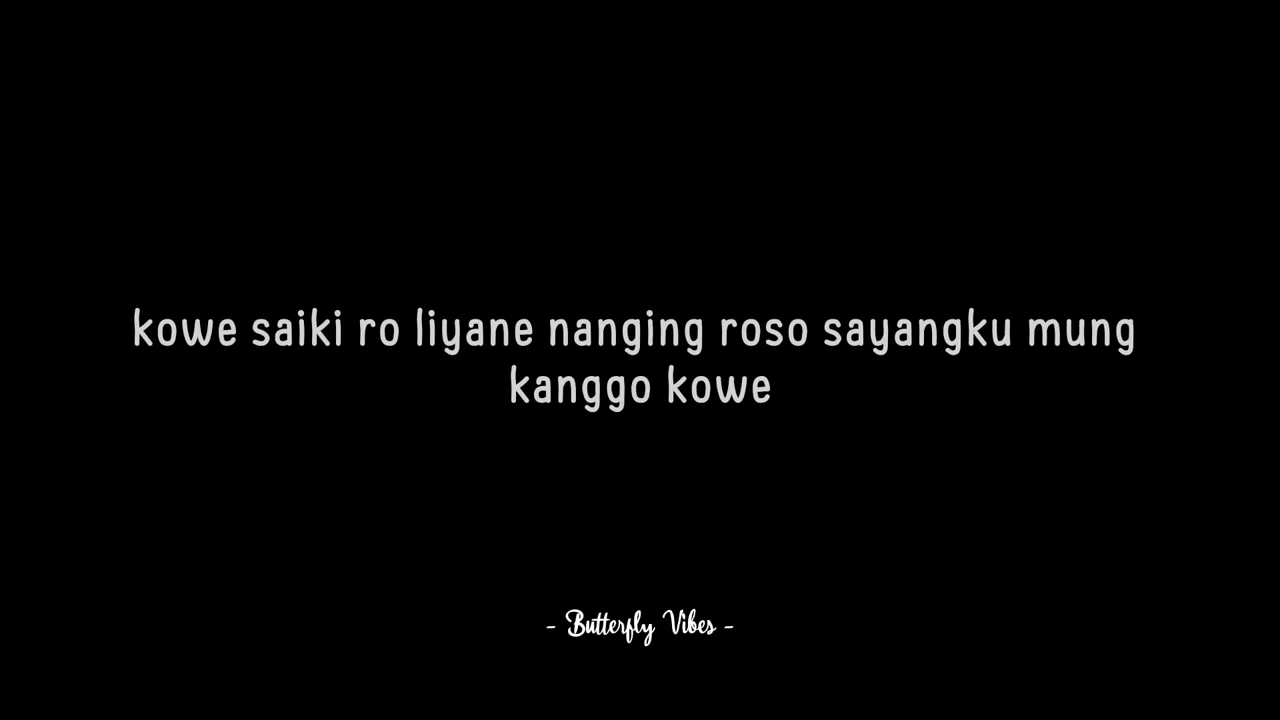 kowe saiki ro liyane nanging roso sayangku mung
kanggo kowe
- Butterfly Vibes -